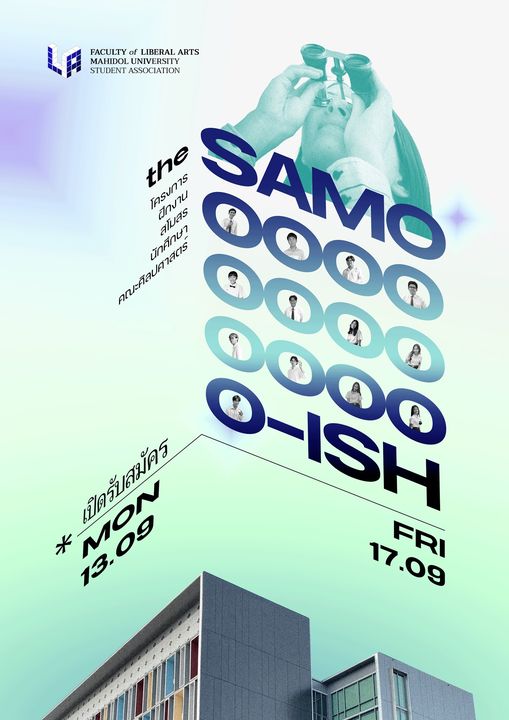 LA
FACULTY of LIBERAL ARTS
MAHIDOL UNIVERSITY
STUDENT ASSOCIATION
the
SAMO
โครงการ
ฝึกงาน
สโมสร
นักศึกษา
คณะศิลปศาสตร์
OOOO
OOOO
OOOO
O-ISH
*เปิดรับสมัคร
MON
13.09
FRI
17.09